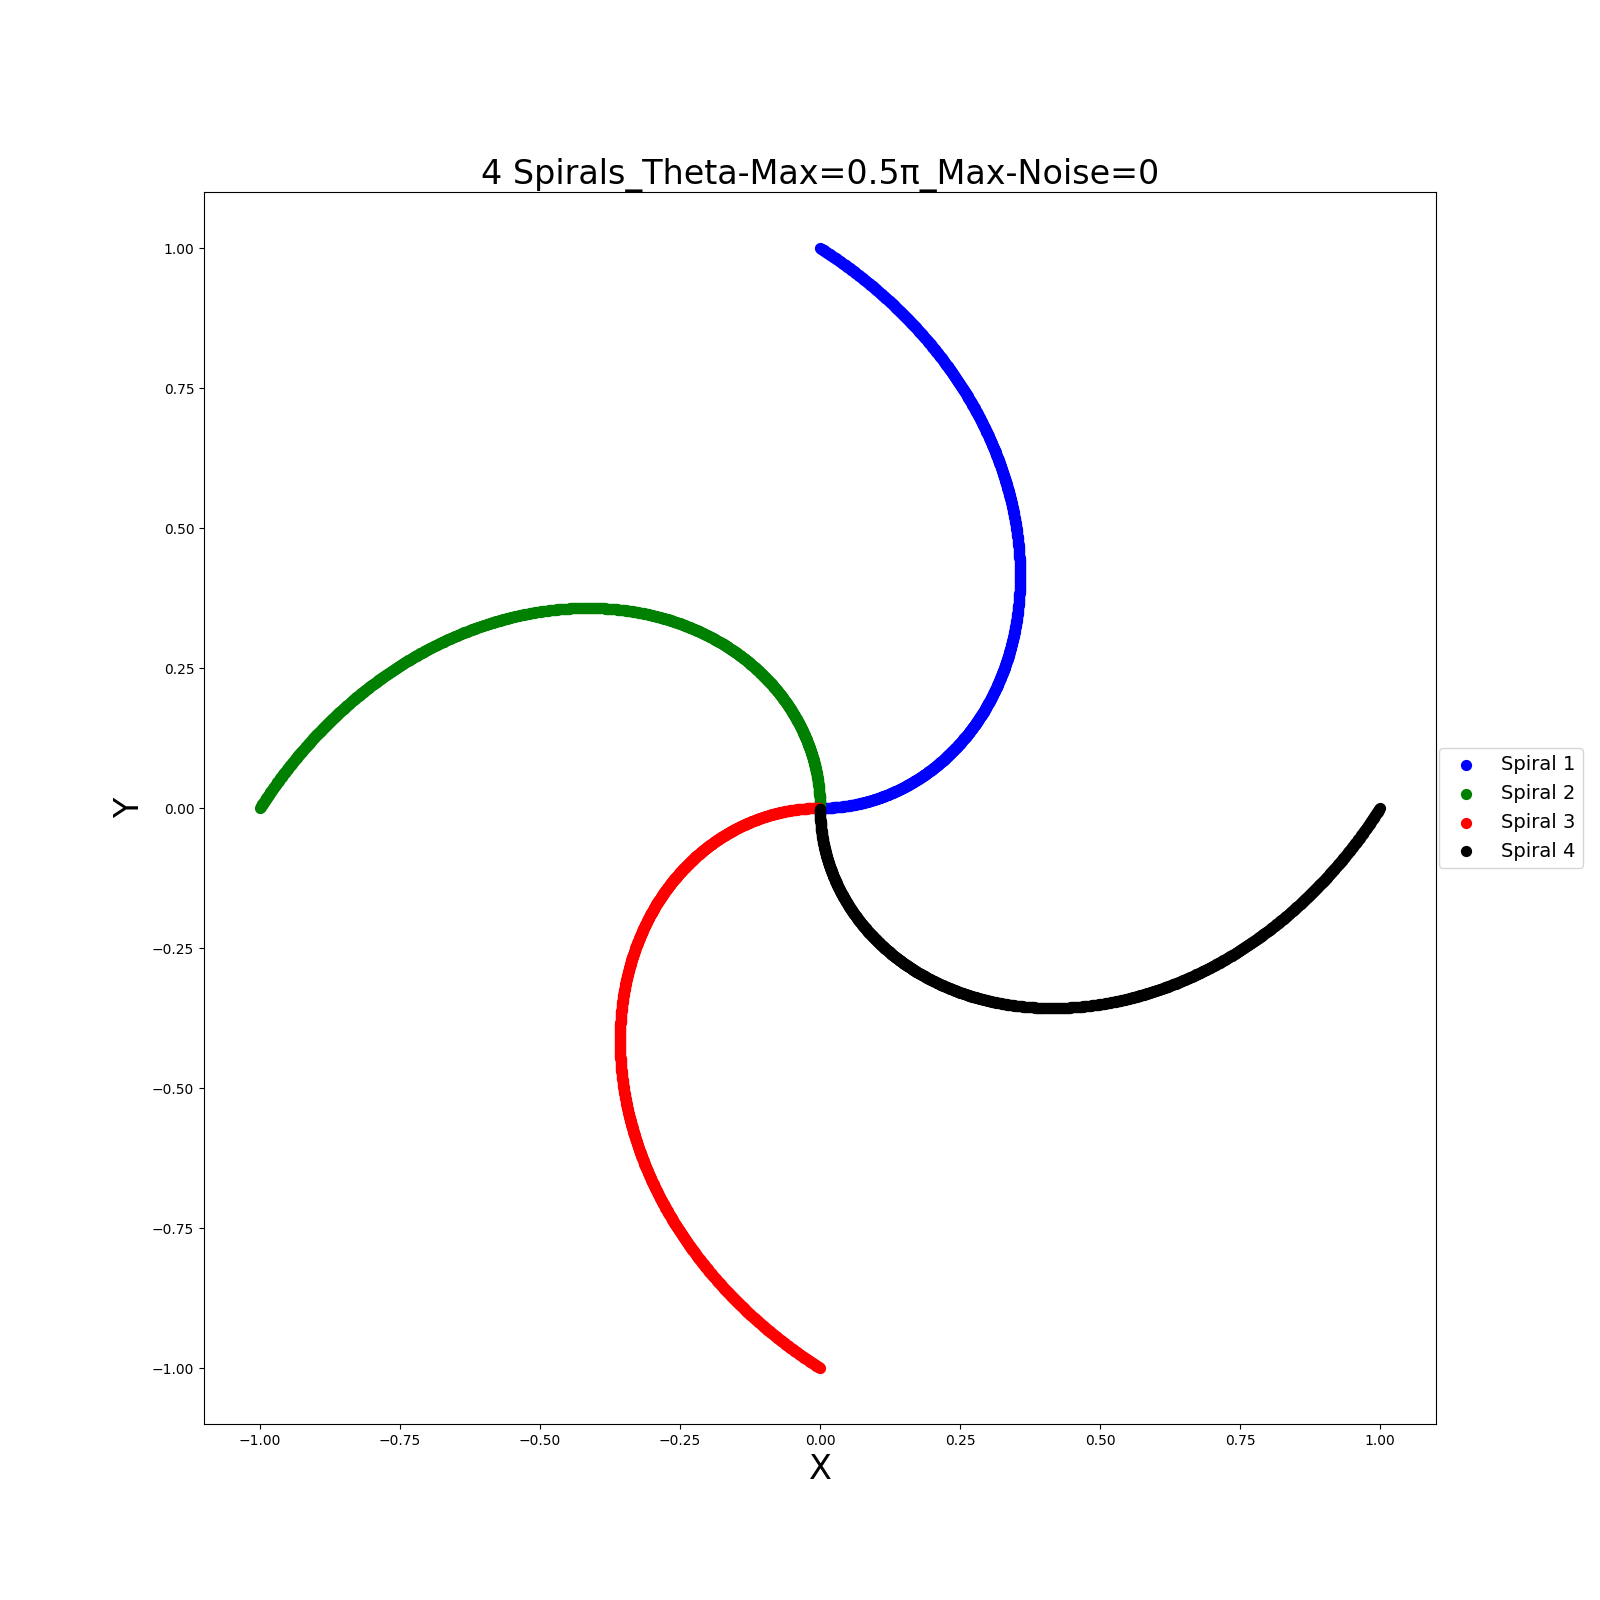 4 Spirals_Theta-Max=0.5π_Max-Noise=0
1.00
0.75
0.50
0.25
0.00
−0.25
−0.50
−0.75
−1.00
Y
−1.00 −0.75 −0.50 −0.25 0.00 0.25 0.50 0.75 1.00
X
Spiral 1
Spiral 2
Spiral 3
Spiral 4